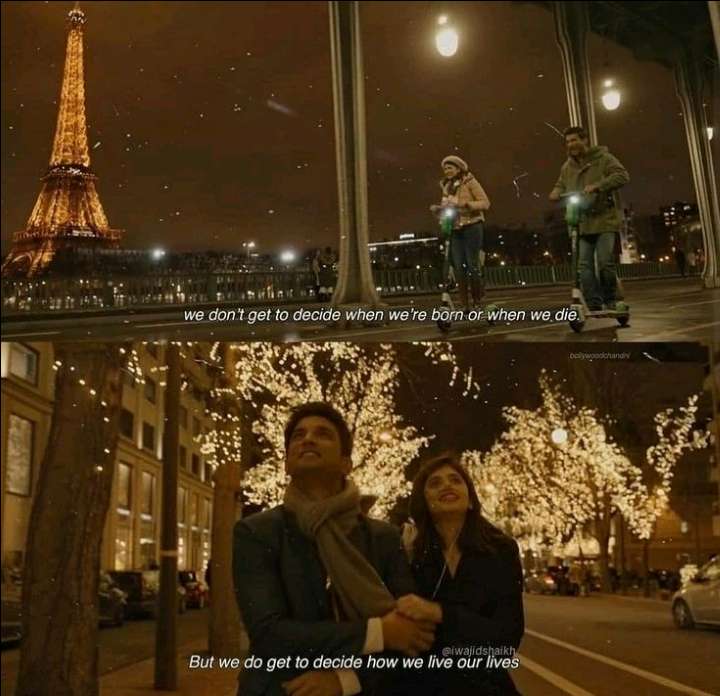 we don't get to decide when we're born or when we die.
bollywoodchandni
@iwajidshaikh
But we do get to decide how we live our lives